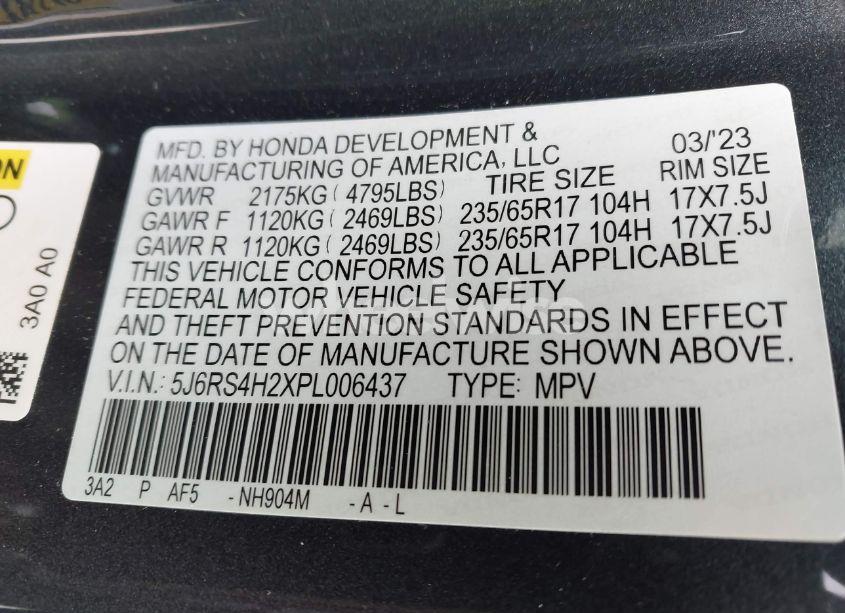 ON
3A0 A0
MFD. BY HONDA DEVELOPMENT &
MANUFACTURING OF AMERICA, LLC 03/'23
GVWR 2175KG ( 4795LBS) TIRE SIZE RIM SIZE
GAWR F 1120KG ( 2469LBS) 235/65R17 104H 17X7.5J
GAWR R 1120KG ( 2469LBS) 235/65R17 104H 17X7.5J
THIS VEHICLE CONFORMS TO ALL APPLICABLE
FEDERAL MOTOR VEHICLE SAFETY
AND THEFT PREVENTION STANDARDS IN EFFECT
ON THE DATE OF MANUFACTURE SHOWN ABOVE.
V.I.N.: 5J6RS4H2XPL006437 TYPE: MPV
3A2 P AF5 -NH904M -A -L